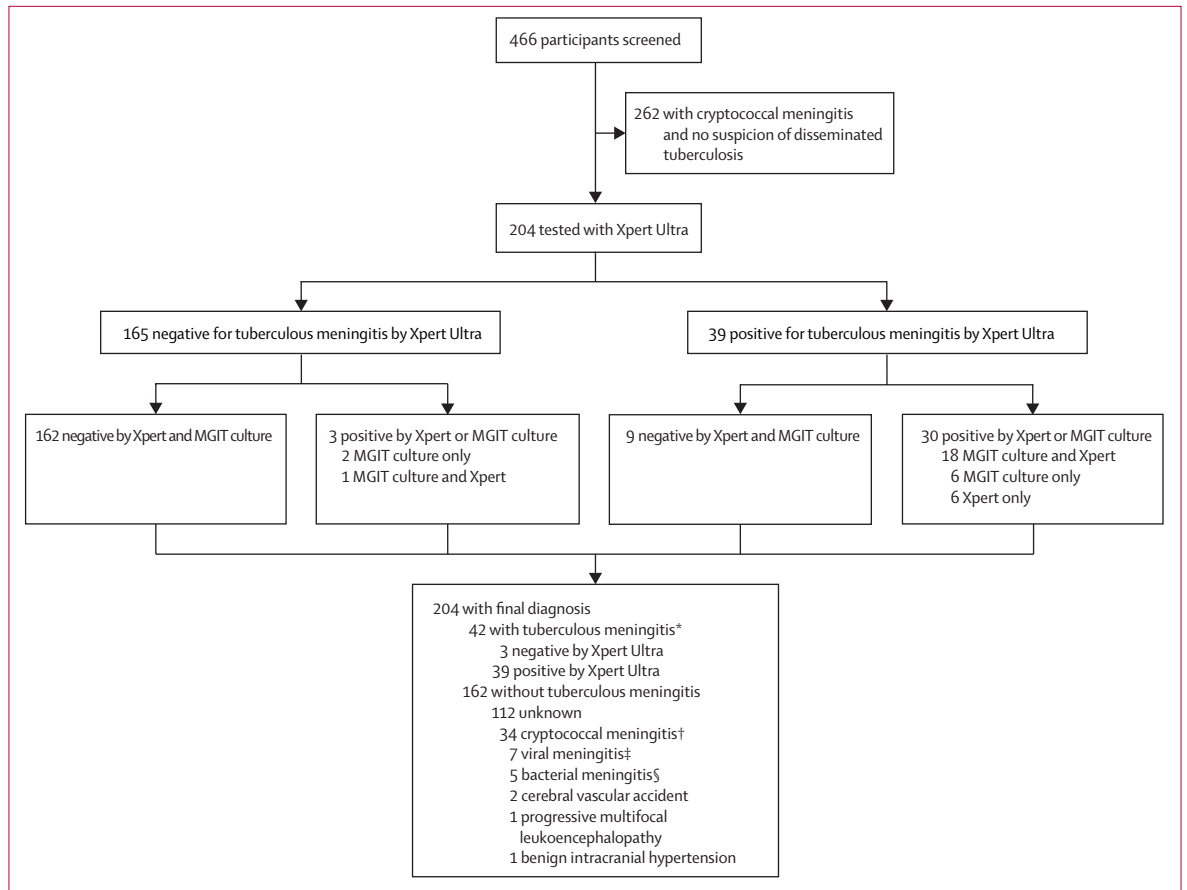 466 participants screened
262 with cryptococcal meningitis
and no suspicion of disseminated
tuberculosis
204 tested with Xpert Ultra
165 negative for tuberculous meningitis by Xpert Ultra
39 positive for tuberculous meningitis by Xpert Ultra
162 negative by Xpert and MGIT culture
3 positive by Xpert or MGIT culture
2 MGIT culture only
1 MGIT culture and Xpert
9 negative by Xpert and MGIT culture
30 positive by Xpert or MGIT culture
18 MGIT culture and Xpert
6 MGIT culture only
6 Xpert only
204 with final diagnosis
42 with tuberculous meningitis*
3 negative by Xpert Ultra
39 positive by Xpert Ultra
162 without tuberculous meningitis
112 unknown
34 cryptococcal meningitis†
7 viral meningitis‡
5 bacterial meningitis§
2 cerebral vascular accident
1 progressive multifocal
leukoencephalopathy
1 benign intracranial hypertension